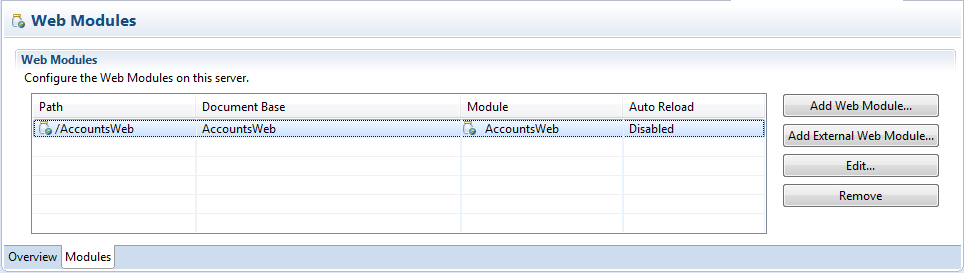 Web Modules
Web Modules
Configure the Web Modules on this server.
Path Document Base Module Auto Reload
/AccountsWeb AccountsWeb AccountsWeb Disabled
Add Web Module...
Add External Web Module...
Edit...
Remove
Overview Modules